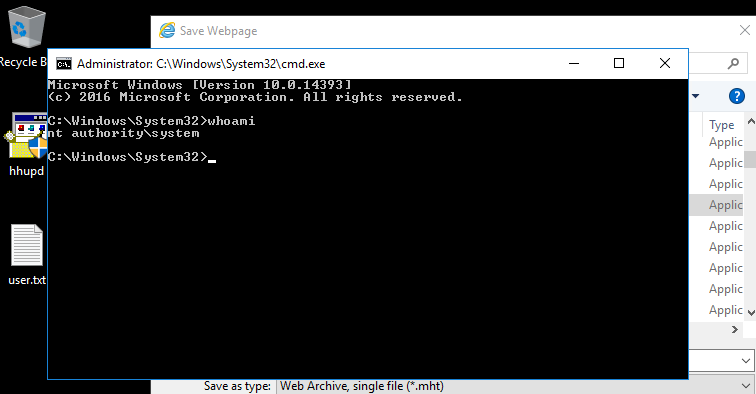 Save Webpage
Recycle B
Administrator: C:\Windows\System32\cmd.exe
Microsoft Windows [Version 10.0.14393]
(c) 2016 Microsoft Corporation. All rights reserved.
C:\Windows\System32>whoami
nt authority\system
C:\Windows\System32>
hhupd
user.txt
Type
Applic
Applic
Applic
Applic
Applic
Applic
Applic
Applic
Applic
Save as type: Web Archive, single file (*.mht)